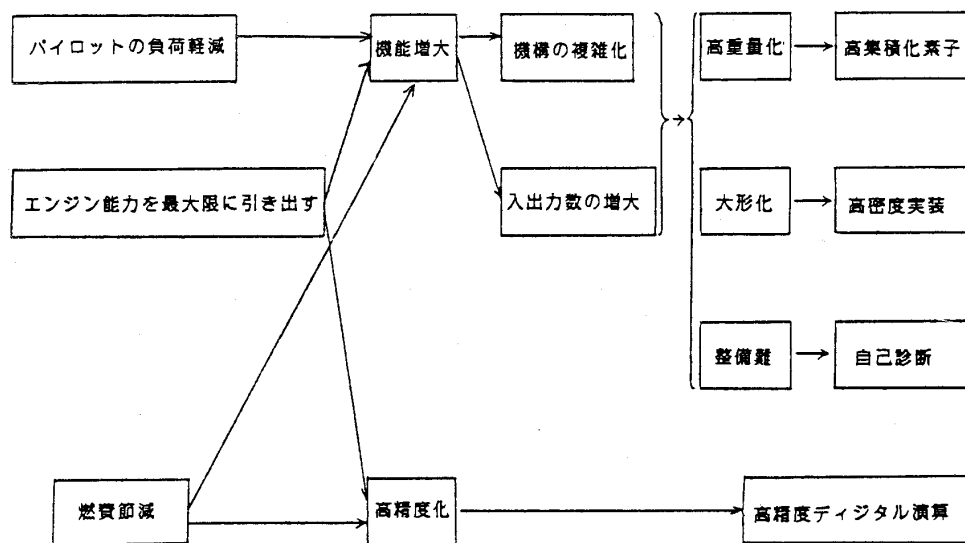 パイロットの負荷軽減
機能増大
機構の複雑化
高重量化
高集積化素子
エンジン能力を最大限に引き出す
入出力数の増大
大形化
高密度実装
整備難
自己診断
燃費節減
高精度化
高精度ディジタル演算